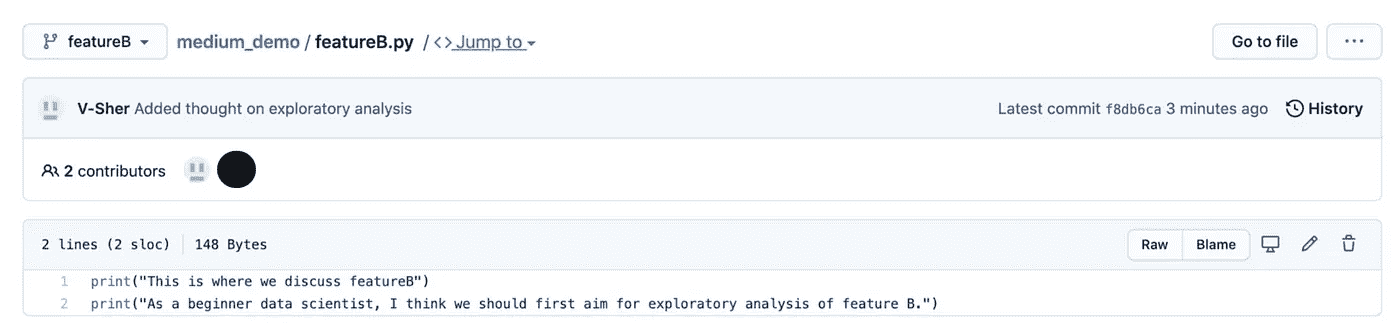 featureB medium_demo / featureB.py / <> Jump to Go to file ...
V-Sher Added thought on exploratory analysis Latest commit f8db6ca 3 minutes ago History
2 contributors
2 lines (2 sloc) 148 Bytes Raw Blame
1 print("This is where we discuss featureB")
2 print("As a beginner data scientist, I think we should first aim for exploratory analysis of feature B.")